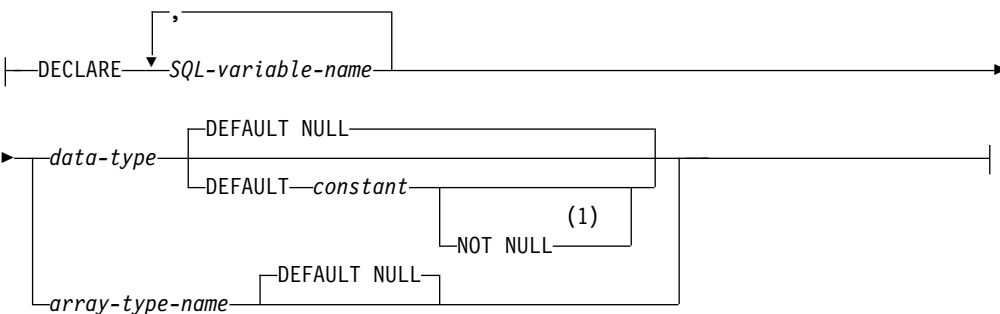 ,
DECLARE SQL-variable-name
DEFAULT NULL
data-type
DEFAULT constant
(1)
NOT NULL
DEFAULT NULL
array-type-name